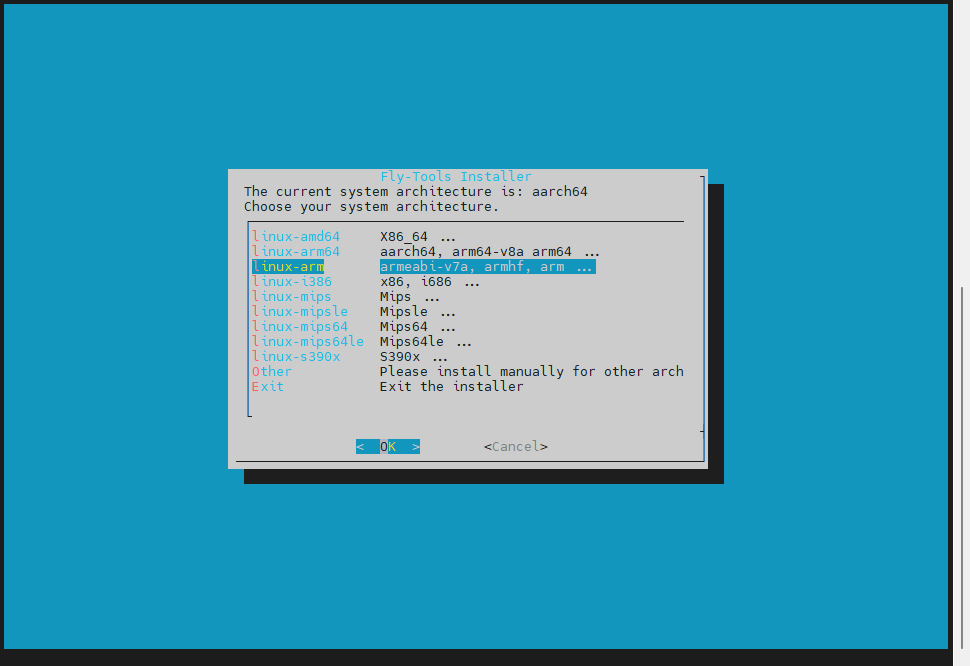 Fly-Tools Installer
The current system architecture is: aarch64
Choose your system architecture.
linux-amd64 X86_64 ...
linux-arm64 aarch64, arm64-v8a arm64 ...
linux-arm armeabi-v7a, armhf, arm ...
linux-i386 x86, i686 ...
linux-mips Mips ...
linux-mipsle Mipsle ...
linux-mips64 Mips64 ...
linux-mips64le Mips64le ...
linux-s390x S390x ...
Other Please install manually for other arch
Exit Exit the installer
< OK > <Cancel>